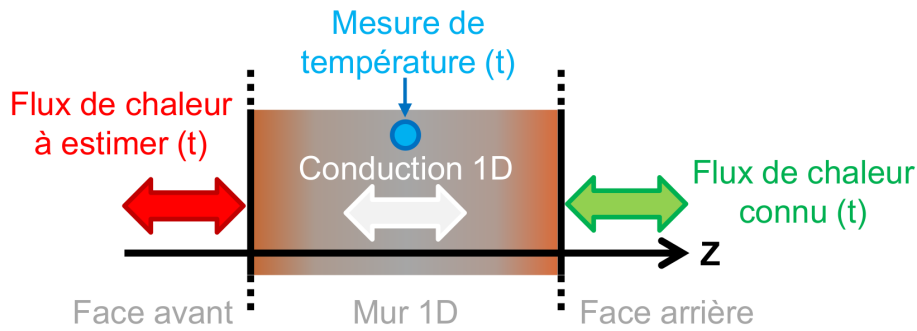 Mesure de
température (t)
Flux de chaleur
à estimer (t)
Conduction 1D
Flux de chaleur
connu (t)
z
Face avant
Mur 1D
Face arrière